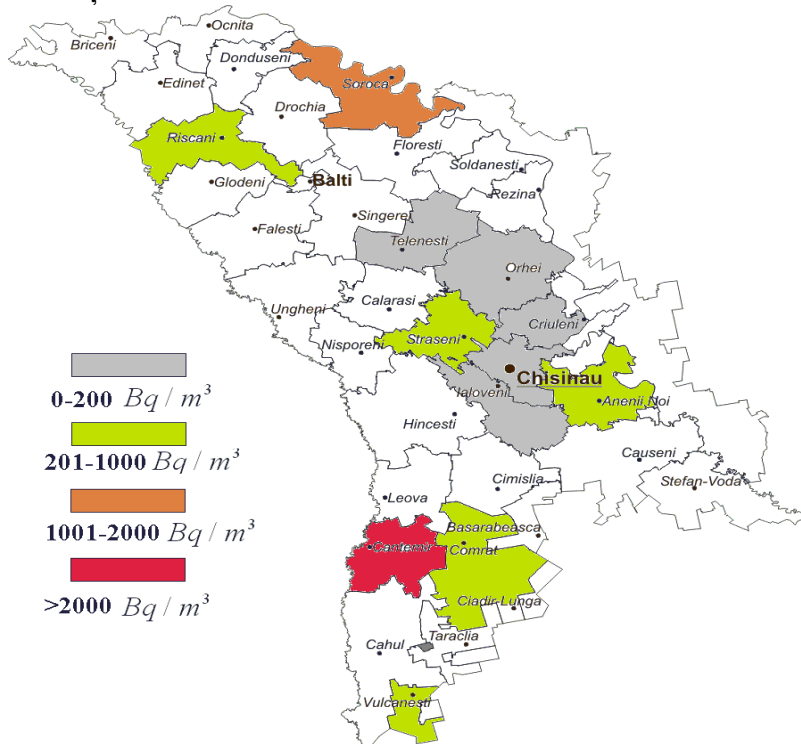 Ocnita
Briceni
Donduseni
Edinet
Soroca
Drochia
Riscani
Floresti
Soldanesti
Glodeni
Balti
Rezina
Singerei
Falesti
Telenesti
Orhei
Calarasi
Ungheni
Criuleni
Straseni
Nisporeni
Chisinau
Ialoveni
Anenii Noi
0-200 Bq / m³
Hincesti
201-1000 Bq / m³
Causeni
Cimislia
Stefan-Voda
Leova
1001-2000 Bq / m³
Basarabeasca
Cantemir
Comrat
>2000 Bq / m³
Ciadir-Lunga
Taraclia
Cahul
Vulcanesti